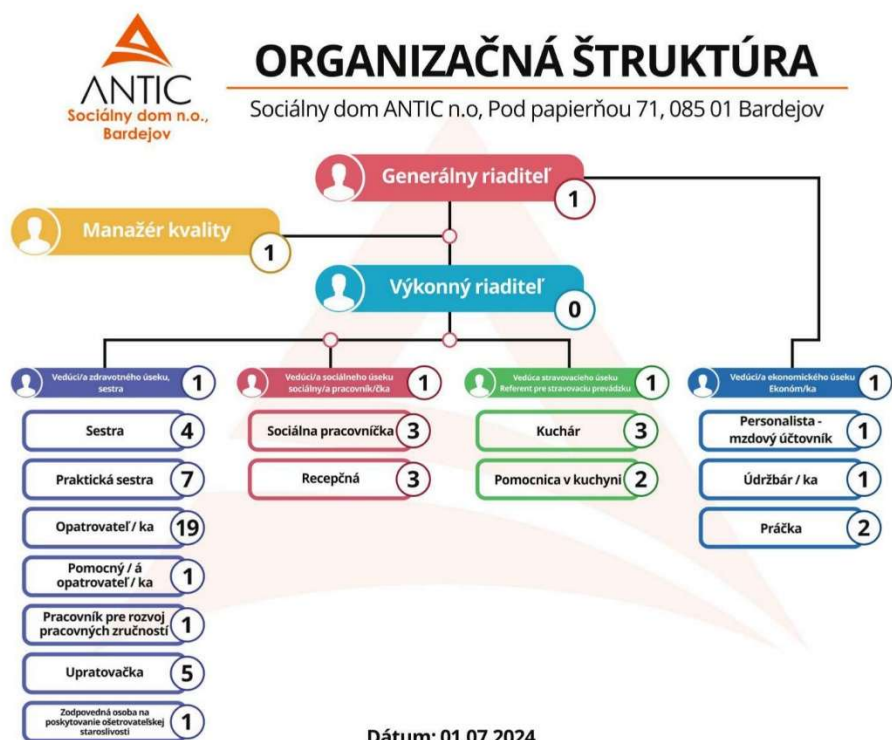 ANTIC
Sociálny dom n.o.,
Bardejov
ORGANIZAČNÁ ŠTRUKTÚRA
Sociálny dom ANTIC n.o, Pod papierňou 71, 085 01 Bardejov
Generálny riaditeľ
1
Manažér kvality
1
Výkonný riaditeľ
0
Vedúci/a zdravotného úseku,
sestra
1
Sestra
4
Praktická sestra
7
Opatrovateľ / ka
19
Pomocný / á
opatrovateľ / ka
1
Pracovník pre rozvoj
pracovných zručností
1
Upratovačka
5
Zodpovedná osoba na
poskytovanie ošetrovateľskej
staroslivosti
1
Vedúci/a sociálneho úseku
sociálny/a pracovník/čka
1
Sociálna pracovníčka
3
Recepčná
3
Vedúca stravovacieho úseku
Referent pre stravovaciu prevádzku
1
Kuchár
3
Pomocnica v kuchyni
2
Vedúci/a ekonomického úseku
Ekonóm/ka
1
Personalista -
mzdový účtovník
1
Údržbár / ka
1
Práčka
2
Dátum: 01.07.2024